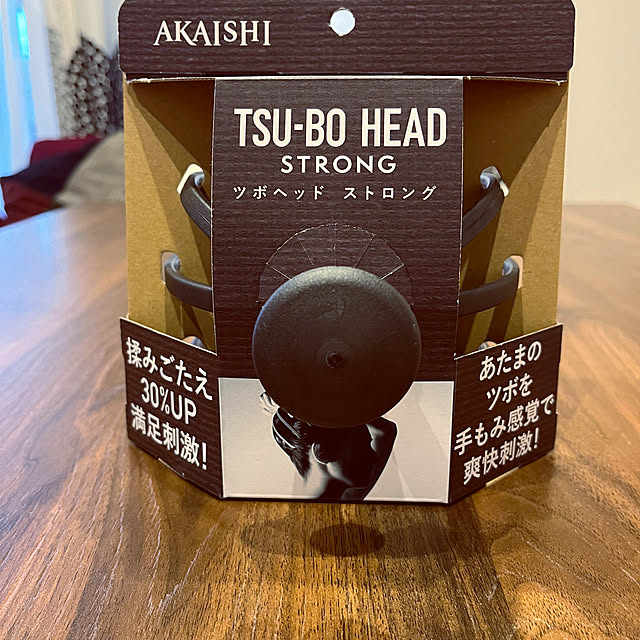 AKAISHI
TSU-BO HEAD
STRONG
ツボヘッド ストロング
揉みごたえ
30%UP
満足刺激!
あたまの
ツボを
手もみ感覚で
爽快刺激!